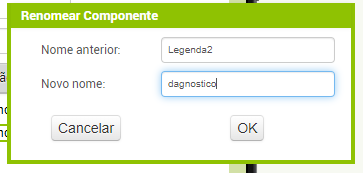 Renomear Componente
Nome anterior: Legenda2
Novo nome: dagnostico
Cancelar OK